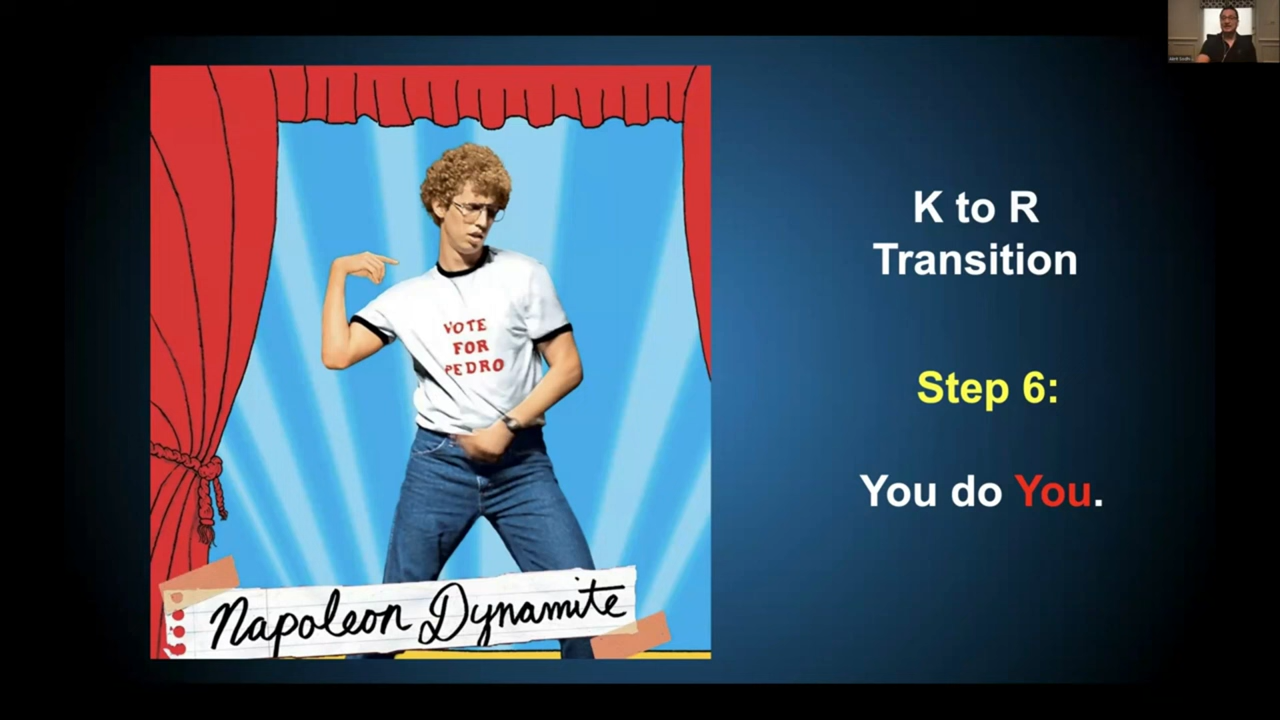 VOTE
FOR
PEDRO
Napoleon Dynamite
K to R
Transition
Step 6:
You do You.